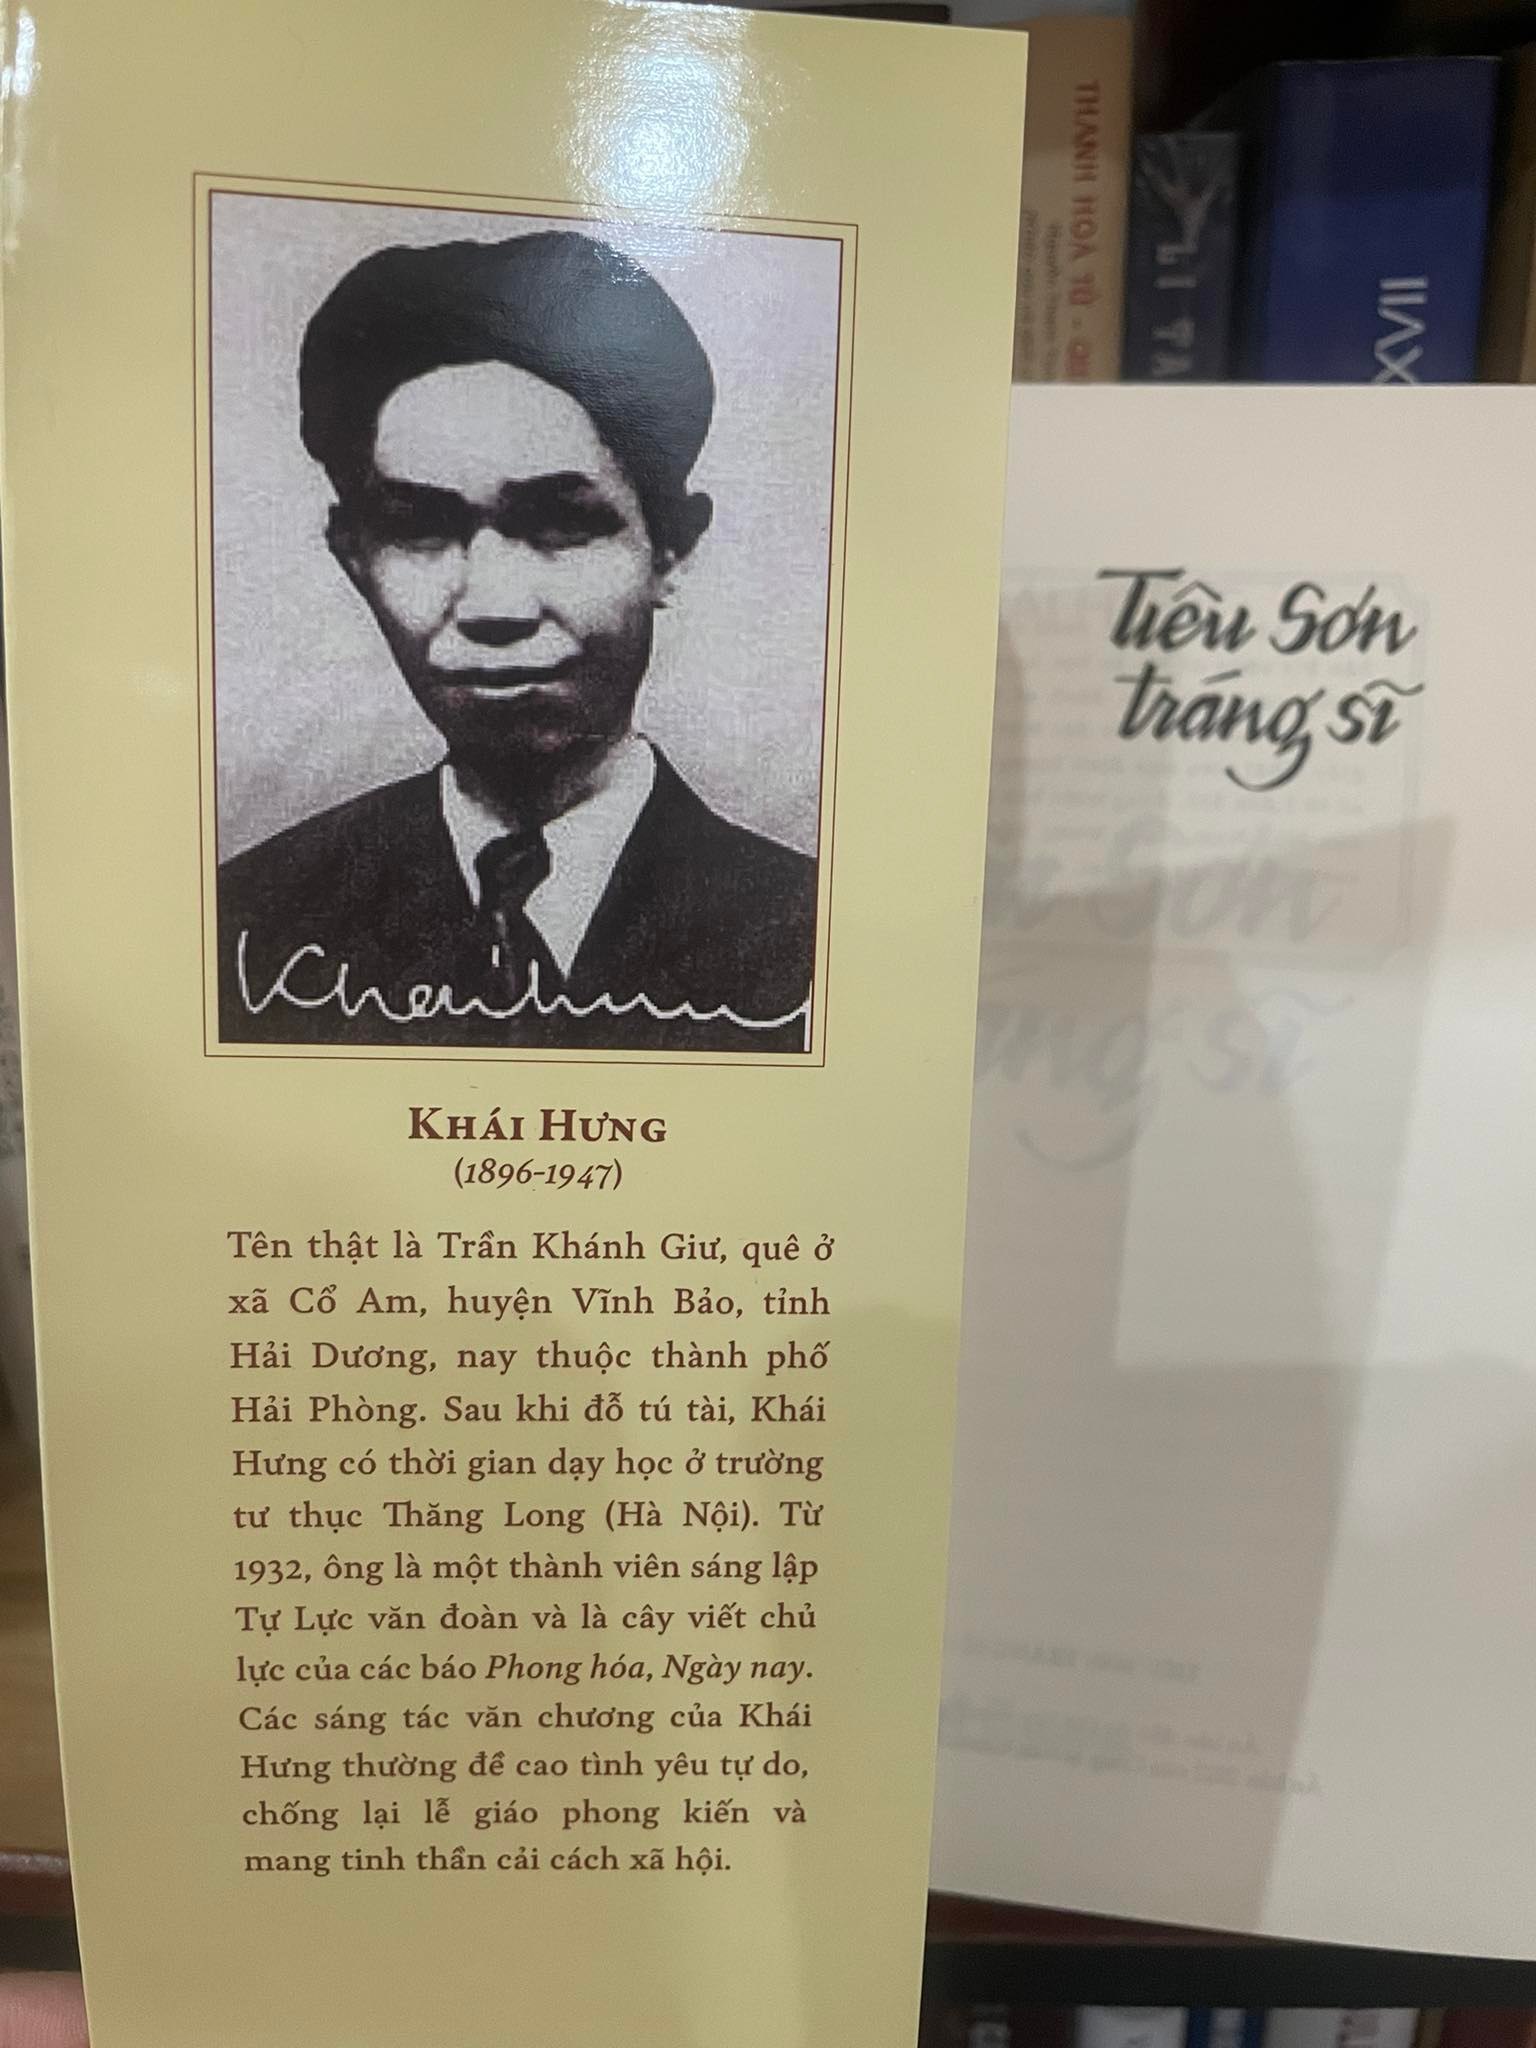 Khaihung
KHÁI HƯNG
(1896-1947)
Tên thật là Trần Khánh Giư, quê ở
xã Cổ Am, huyện Vĩnh Bảo, tỉnh
Hải Dương, nay thuộc thành phố
Hải Phòng. Sau khi đỗ tú tài, Khái
Hưng có thời gian dạy học ở trường
tư thục Thăng Long (Hà Nội). Từ
1932, ông là một thành viên sáng lập
Tự Lực văn đoàn và là cây viết chủ
lực của các báo Phong hóa, Ngày nay.
Các sáng tác văn chương của Khái
Hưng thường đề cao tình yêu tự do,
chống lại lễ giáo phong kiến và
mang tinh thần cải cách xã hội.
Tiêu Sơn
tráng sĩ
THANH HOA TỪ
XVII